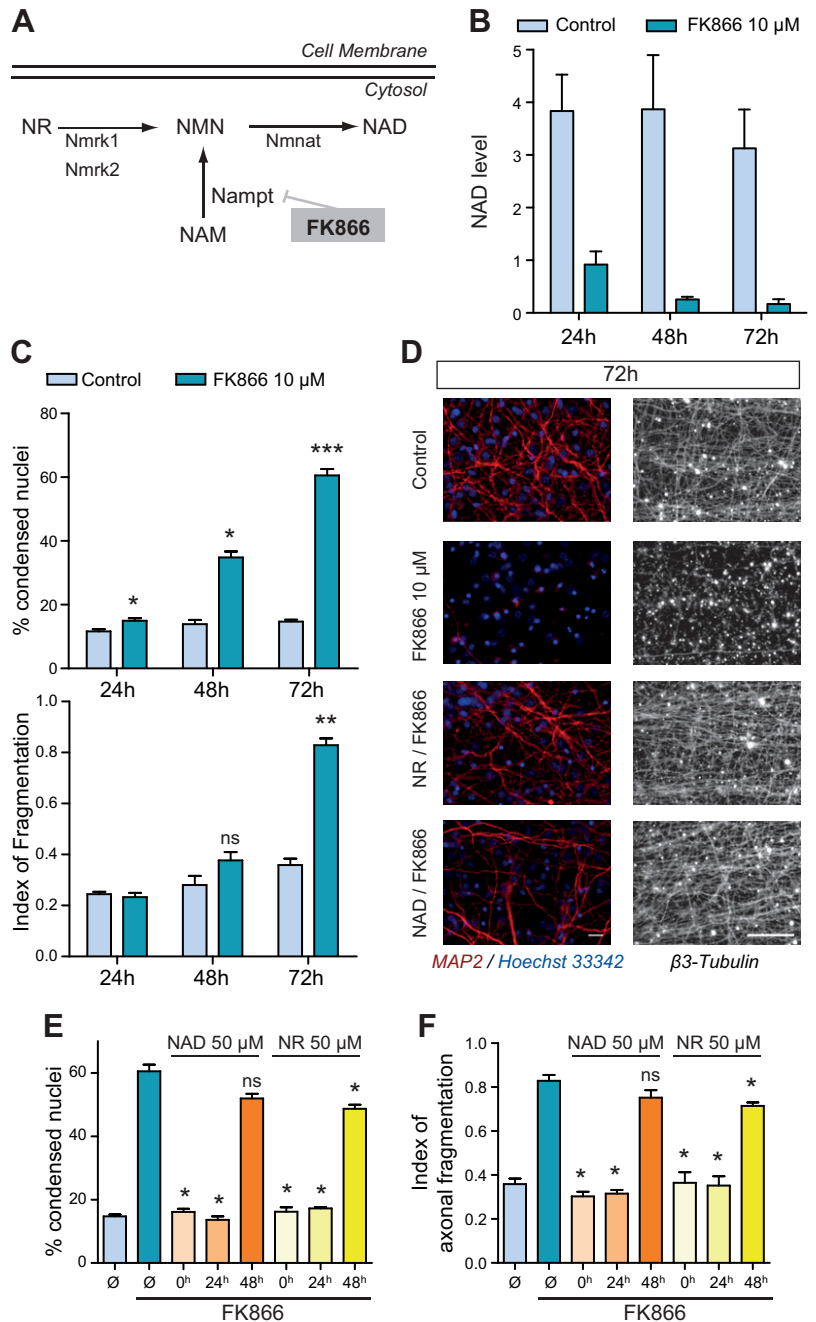 A
Cell Membrane
Cytosol
NR
NMN
NAD
Nmrk1
Nmrk2
Nmnat
Nampt
NAM
FK866
B
Control
FK866 10 µM
NAD level
5
4
3
2
1
0
24h
48h
72h
C
Control
FK866 10 µM
% condensed nuclei
80
60
40
20
0
*
*
***
24h
48h
72h
Index of Fragmentation
1.0
0.8
0.6
0.4
0.2
0.0
ns
**
24h
48h
72h
D
72h
Control
FK866 10 µM
NR / FK866
NAD / FK866
MAP2 / Hoechst 33342
β3-Tubulin
E
NAD 50 µM
NR 50 µM
% condensed nuclei
60
40
20
0
*
*
ns
*
*
*
Ø
Ø
0h
24h
48h
0h
24h
48h
FK866
F
NAD 50 µM
NR 50 µM
Index of
axonal fragmentation
1.0
0.8
0.6
0.4
0.2
0.0
*
*
ns
*
*
*
Ø
Ø
0h
24h
48h
0h
24h
48h
FK866